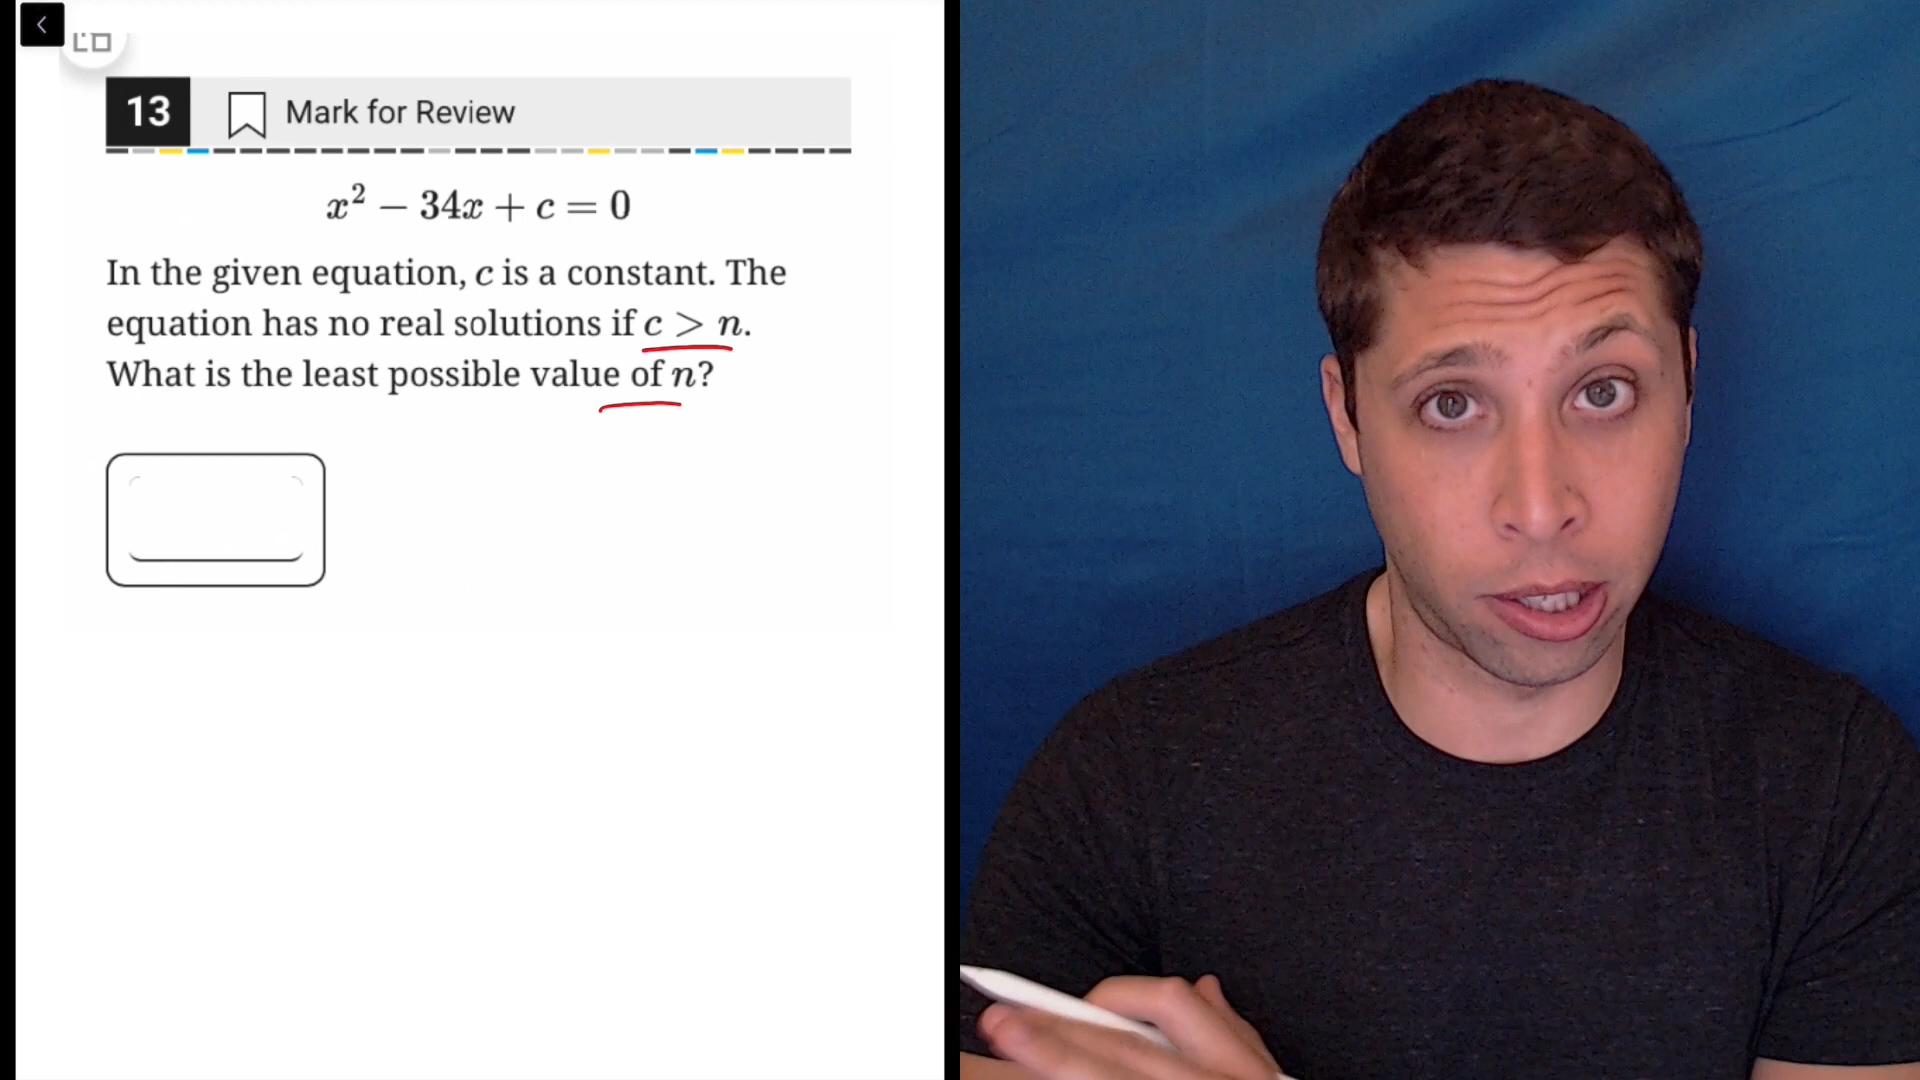 13 Mark for Review
x² − 34x + c = 0
In the given equation, c is a constant. The
equation has no real solutions if c > n.
What is the least possible value of n?